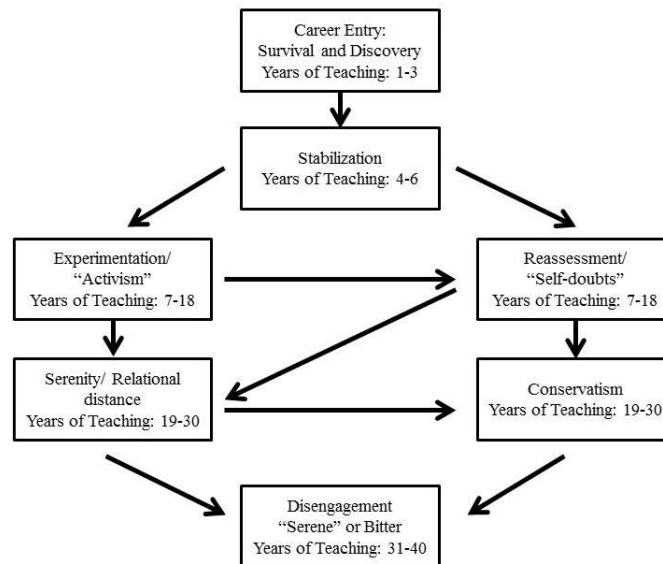 Career Entry:
Survival and Discovery
Years of Teaching: 1-3
Stabilization
Years of Teaching: 4-6
Experimentation/
“Activism”
Years of Teaching: 7-18
Reassessment/
“Self-doubts”
Years of Teaching: 7-18
Serenity/ Relational
distance
Years of Teaching: 19-30
Conservatism
Years of Teaching: 19-30
Disengagement
“Serene” or Bitter
Years of Teaching: 31-40